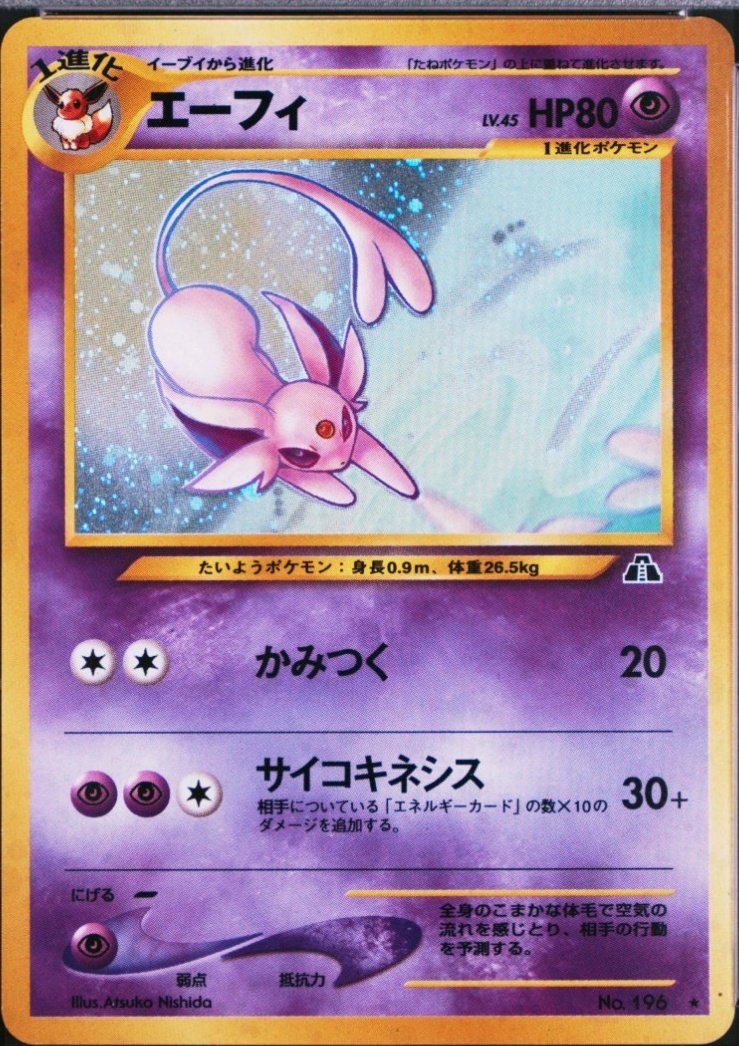 1進化
イーブイから進化
「たねポケモン」の上に重ねて進化させます。
エーフィ
LV.45 HP80
1進化ポケモン
たいようポケモン：身長0.9m、体重26.5kg
かみつく 20
サイコキネシス 30+
相手についている「エネルギーカード」の数×10の
ダメージを追加する。
にげる
全身のこまかな体毛で空気の
流れを感じとり、相手の行動
を予測する。
弱点 抵抗力
Illus.Atsuko Nishida
No. 196 ★